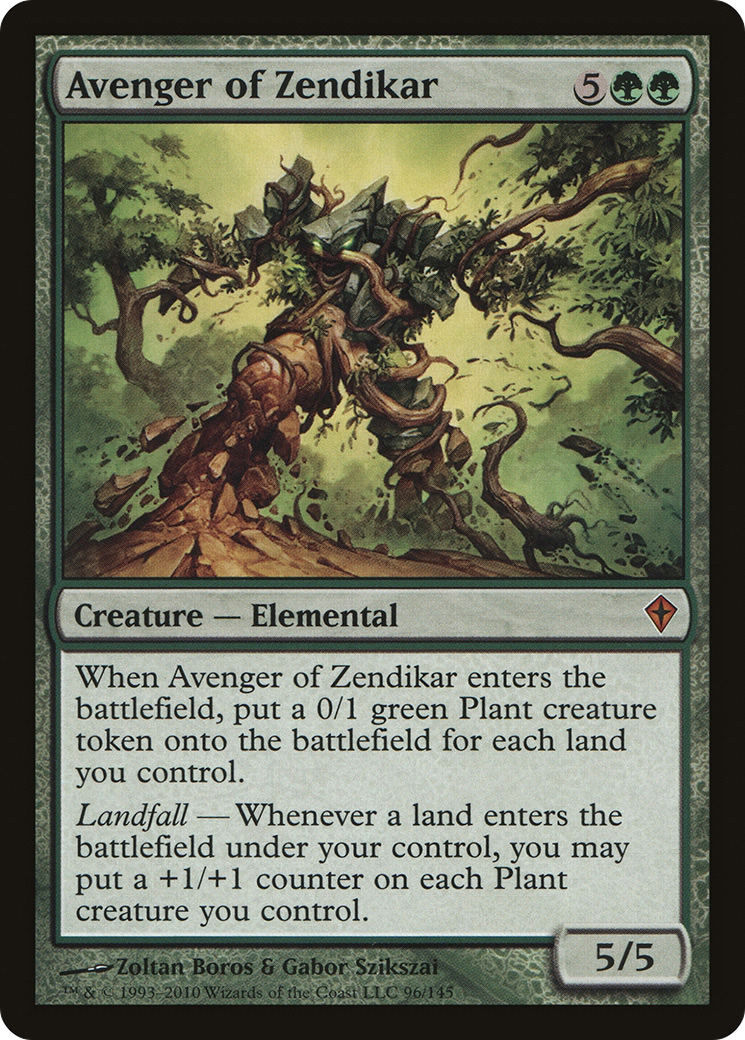 Avenger of Zendikar 5
Creature — Elemental
When Avenger of Zendikar enters the
battlefield, put a 0/1 green Plant creature
token onto the battlefield for each land
you control.
Landfall — Whenever a land enters the
battlefield under your control, you may
put a +1/+1 counter on each Plant
creature you control.
5/5
Zoltan Boros & Gabor Szikszai
™ & © 1993–2010 Wizards of the Coast LLC 96/145